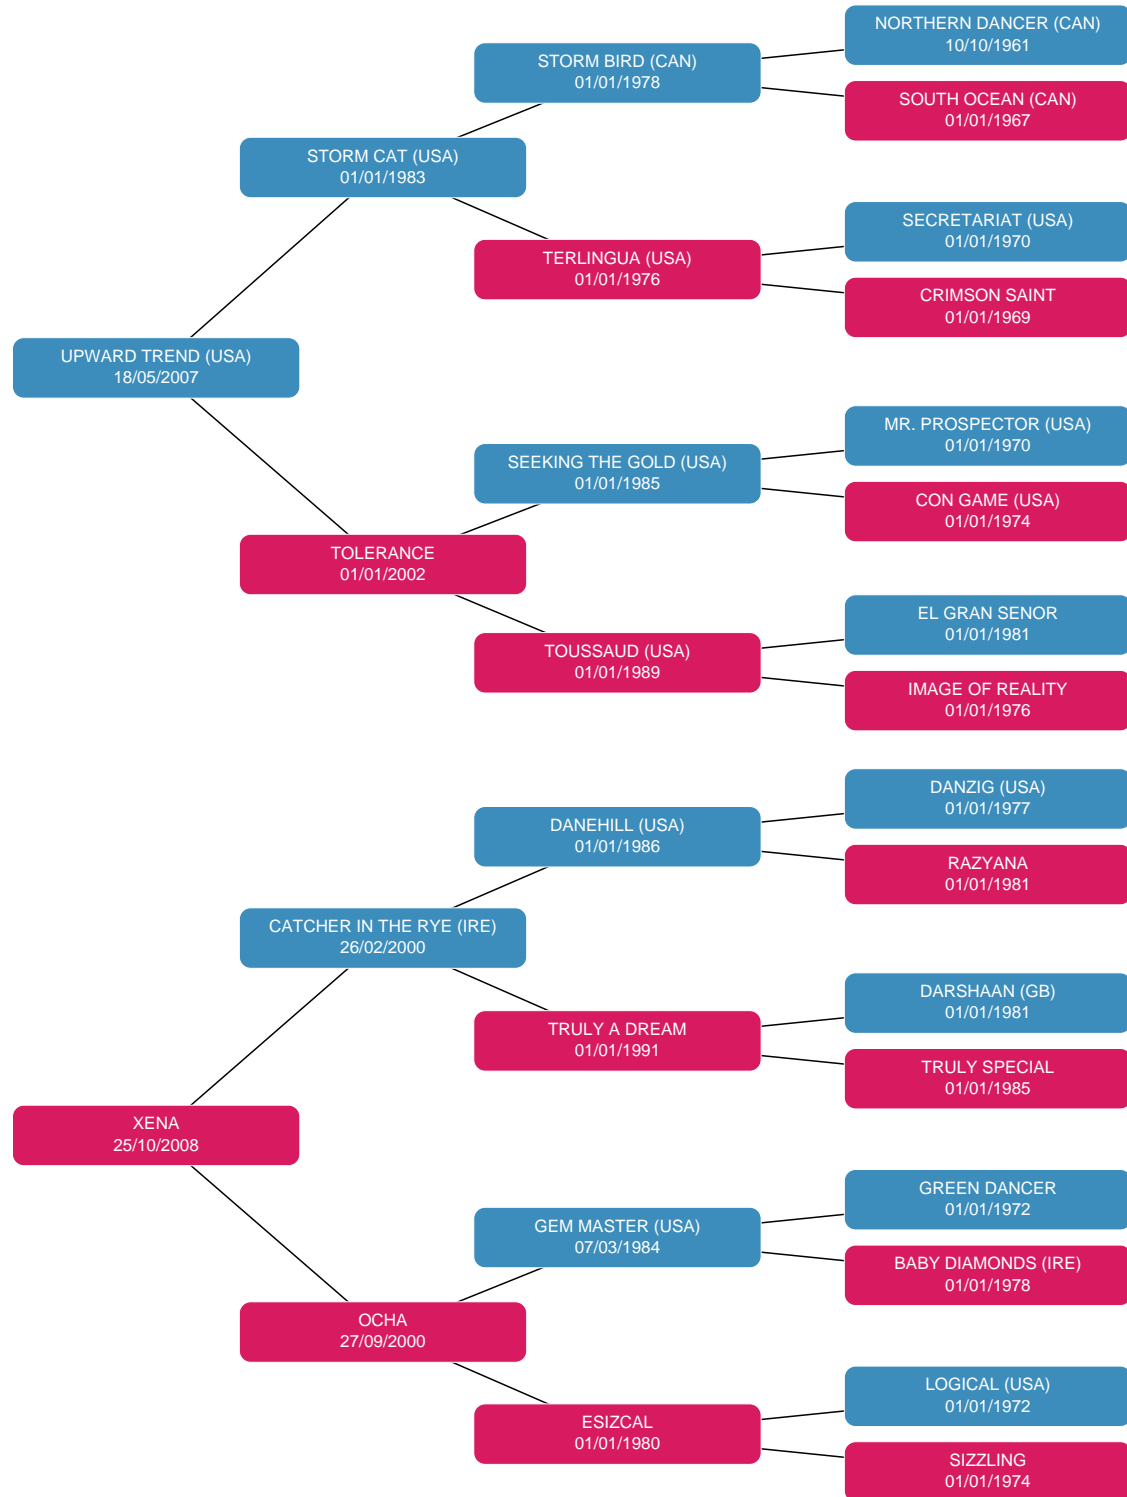 NORTHERN DANCER (CAN)
10/10/1961
STORM BIRD (CAN)
01/01/1978
SOUTH OCEAN (CAN)
01/01/1967
STORM CAT (USA)
01/01/1983
SECRETARIAT (USA)
01/01/1970
TERLINGUA (USA)
01/01/1976
CRIMSON SAINT
01/01/1969
UPWARD TREND (USA)
18/05/2007
MR. PROSPECTOR (USA)
01/01/1970
SEEKING THE GOLD (USA)
01/01/1985
CON GAME (USA)
01/01/1974
TOLERANCE
01/01/2002
EL GRAN SENOR
01/01/1981
TOUSSAUD (USA)
01/01/1989
IMAGE OF REALITY
01/01/1976
DANZIG (USA)
01/01/1977
DANEHILL (USA)
01/01/1986
RAZYANA
01/01/1981
CATCHER IN THE RYE (IRE)
26/02/2000
DARSHAAN (GB)
01/01/1981
TRULY A DREAM
01/01/1991
TRULY SPECIAL
01/01/1985
XENA
25/10/2008
GREEN DANCER
01/01/1972
GEM MASTER (USA)
07/03/1984
BABY DIAMONDS (IRE)
01/01/1978
OCHA
27/09/2000
LOGICAL (USA)
01/01/1972
ESIZCAL
01/01/1980
SIZZLING
01/01/1974